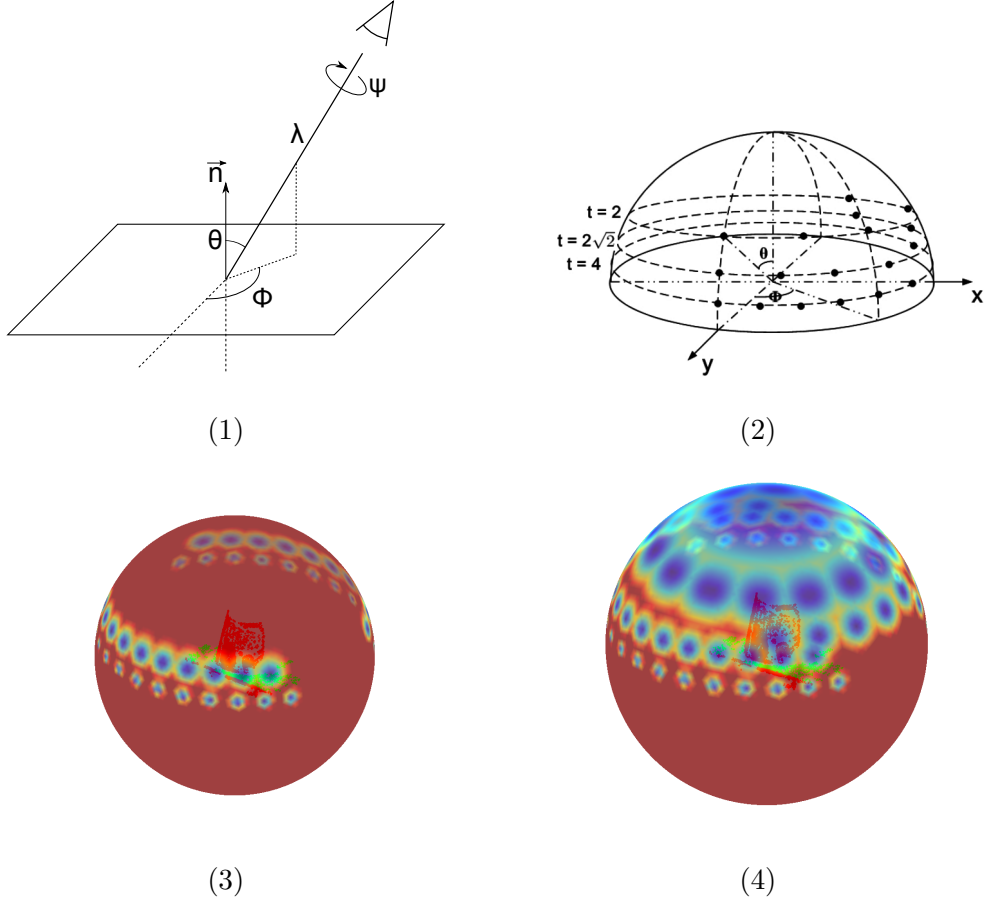 ψ
λ
n
θ
Φ
(1)
t = 2
t = 2√2
t = 4
θ
Φ
x
y
(2)
(3)
(4)